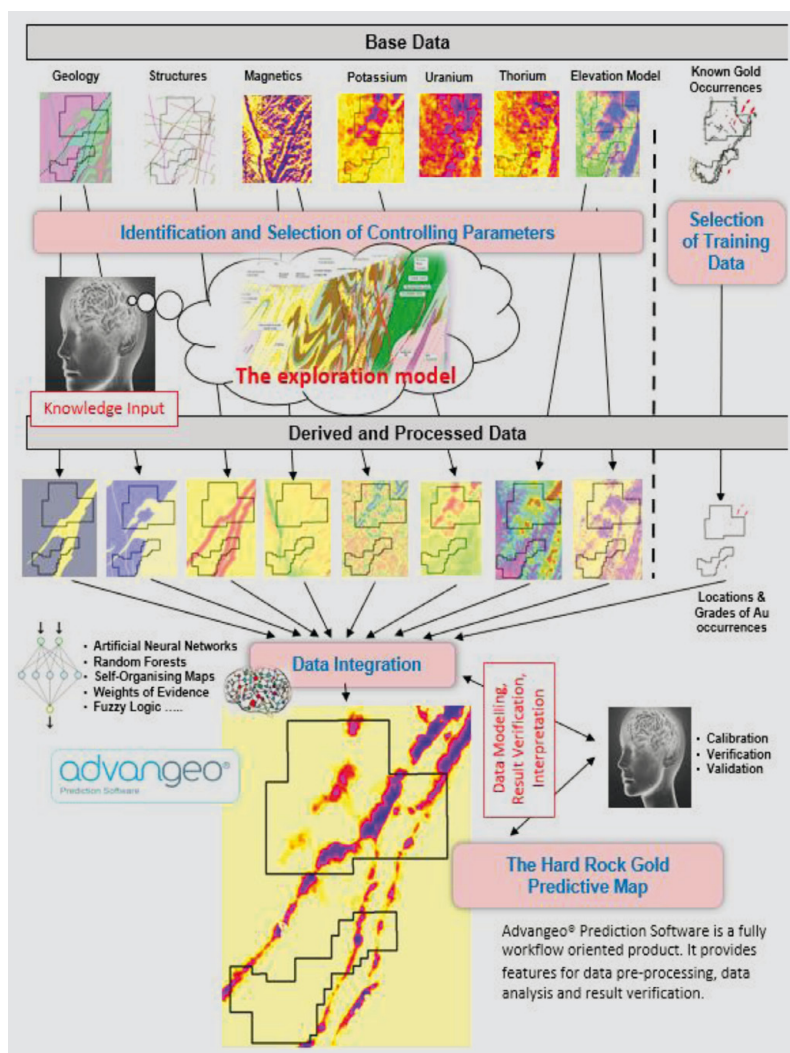 Base Data
Geology
Structures
Magnetics
Potassium
Uranium
Thorium
Elevation Model
Known Gold
Occurrences
Identification and Selection of Controlling Parameters
Selection
of Training
Data
The exploration model
Knowledge Input
Derived and Processed Data
Locations &
Grades of Au
occurrences
• Artificial Neural Networks
• Random Forests
• Self-Organising Maps
• Weights of Evidence
• Fuzzy Logic .....
Data Integration
Data Modelling,
Result Verification,
Interpretation
• Calibration
• Verification
• Validation
advangeo®
Prediction Software
The Hard Rock Gold
Predictive Map
Advangeo® Prediction Software is a fully
workflow oriented product. It provides
features for data pre-processing, data
analysis and result verification.